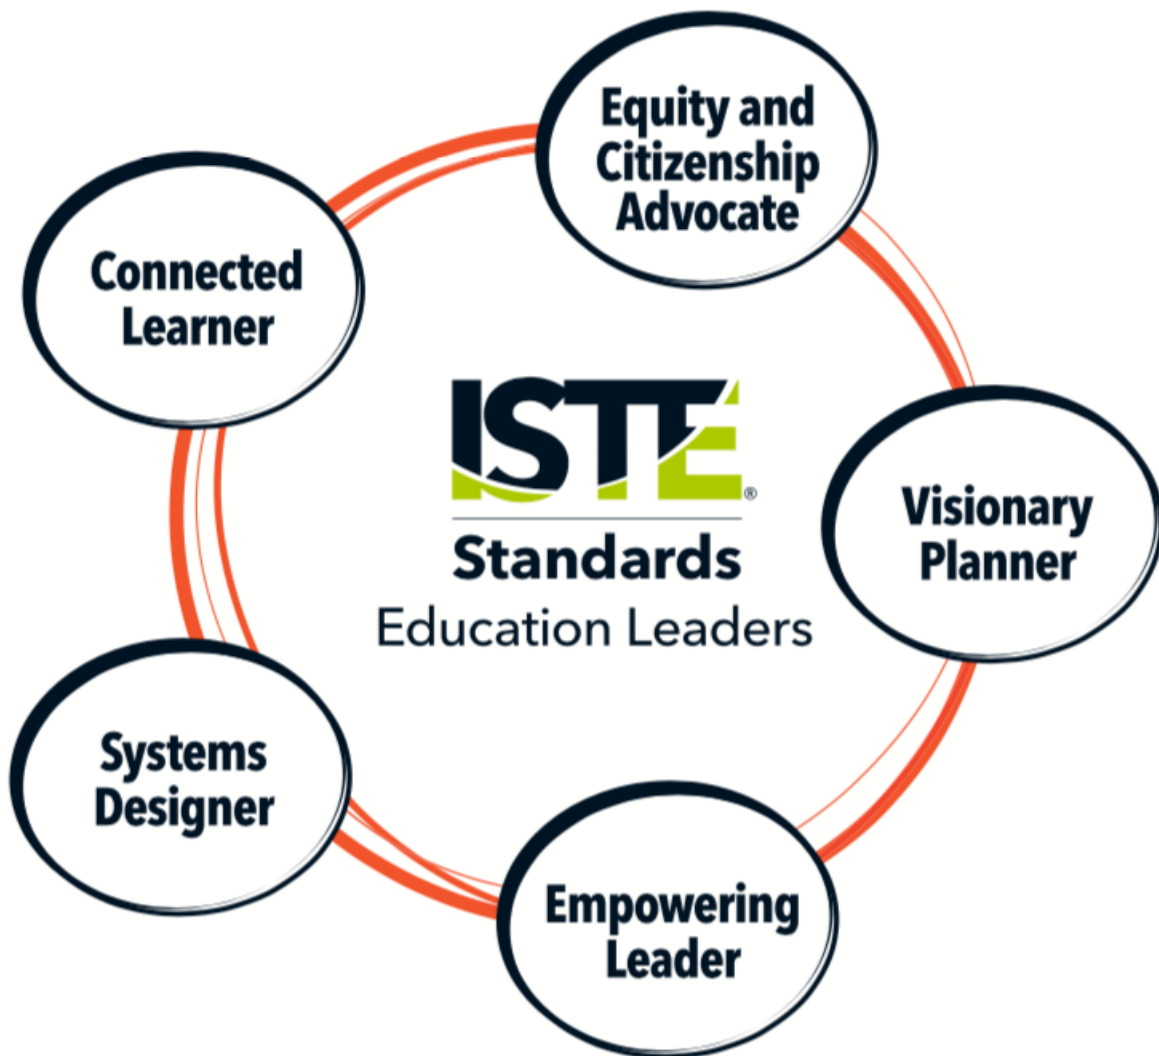 Equity and
Citizenship
Advocate
Connected
Learner
ISTE®
Standards
Education Leaders
Visionary
Planner
Systems
Designer
Empowering
Leader